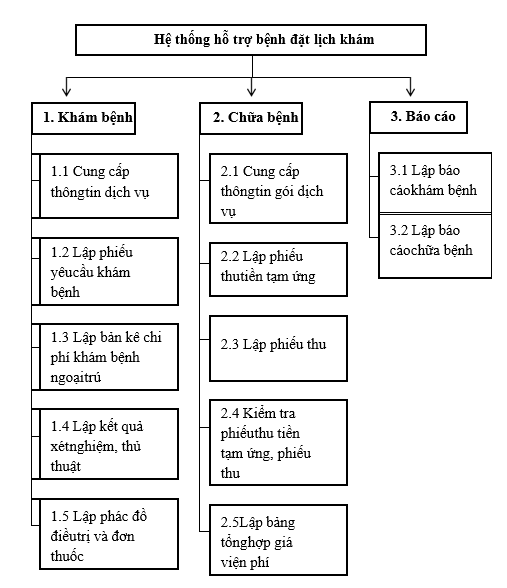 Hệ thống hỗ trợ bệnh đặt lịch khám
1. Khám bệnh
1.1 Cung cấp
thôngtin dịch vụ
1.2 Lập phiếu
yêucầu khám
bệnh
1.3 Lập bản kê chi
phí khám bệnh
ngoạitrú
1.4 Lập kết quả
xétnghiệm, thủ
thuật
1.5 Lập phác đồ
điềutrị và đơn
thuốc
2. Chữa bệnh
2.1 Cung cấp
thôngtin gói dịch
vụ
2.2 Lập phiếu
thutiền tạm ứng
2.3 Lập phiếu thu
2.4 Kiểm tra
phiếuthu tiền
tạm ứng, phiếu
thu
2.5Lập bảng
tổnghợp giá
viện phí
3. Báo cáo
3.1 Lập báo
cáokhám bệnh
3.2 Lập báo
cáochữa bệnh